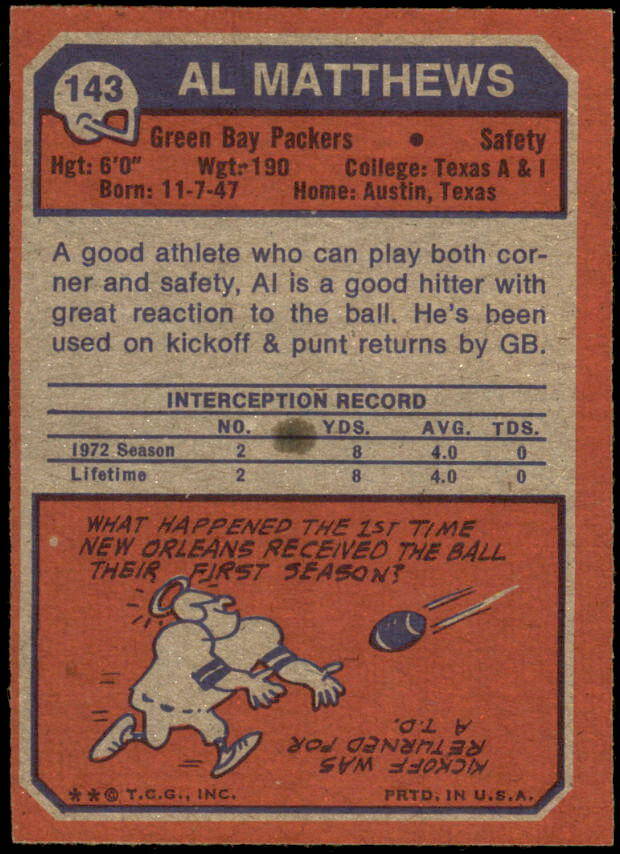 143
AL MATTHEWS
Green Bay Packers • Safety
Hgt: 6'0" Wgt: 190 College: Texas A & I
Born: 11-7-47 Home: Austin, Texas
A good athlete who can play both cor-
ner and safety, Al is a good hitter with
great reaction to the ball. He's been
used on kickoff & punt returns by GB.
INTERCEPTION RECORD
NO. YDS. AVG. TDS.
1972 Season 2 8 4.0 0
Lifetime 2 8 4.0 0
WHAT HAPPENED THE 1ST TIME
NEW ORLEANS RECEIVED THE BALL
THEIR FIRST SEASON?
KICKOFF WAS
RETURNED FOR
A T.D.
**© T.C.G., INC. PRTD. IN U.S.A.